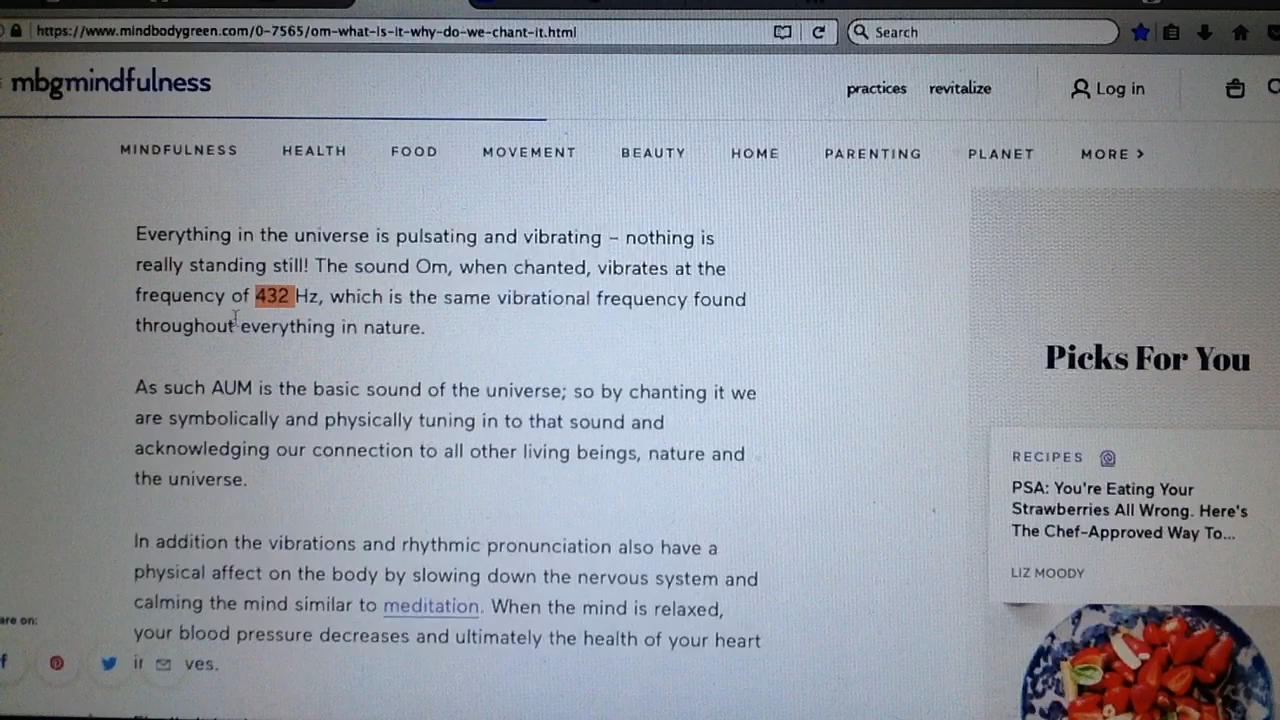 https://www.mindbodygreen.com/0-7565/om-what-is-it-why-do-we-chant-it.html
Search
mbgmindfulness
practices revitalize
Log in
MINDFULNESS HEALTH FOOD MOVEMENT BEAUTY HOME PARENTING PLANET MORE >
Everything in the universe is pulsating and vibrating – nothing is
really standing still! The sound Om, when chanted, vibrates at the
frequency of 432 Hz, which is the same vibrational frequency found
throughout everything in nature.
As such AUM is the basic sound of the universe; so by chanting it we
are symbolically and physically tuning in to that sound and
acknowledging our connection to all other living beings, nature and
the universe.
In addition the vibrations and rhythmic pronunciation also have a
physical affect on the body by slowing down the nervous system and
calming the mind similar to meditation. When the mind is relaxed,
your blood pressure decreases and ultimately the health of your heart
ves.
are on:
Picks For You
RECIPES
PSA: You're Eating Your
Strawberries All Wrong. Here's
The Chef-Approved Way To...
LIZ MOODY